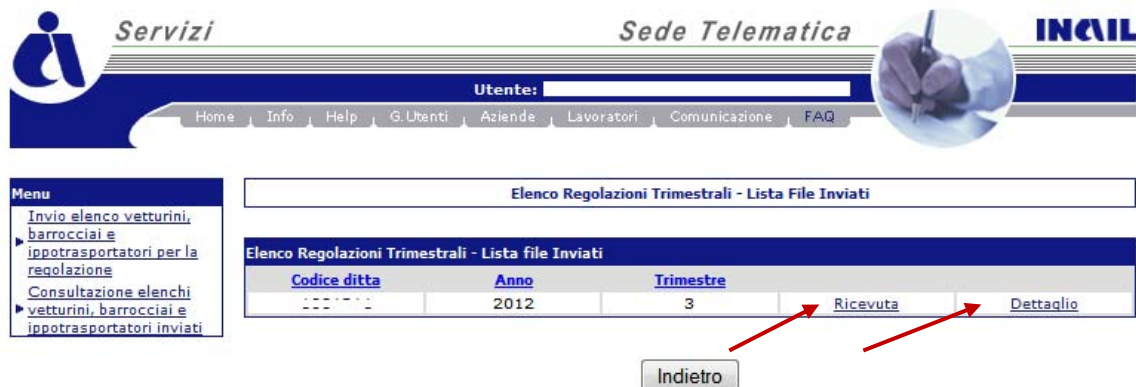 Servizi
Sede Telematica
INAIL
Utente:
Home Info Help G.Utenti Aziende Lavoratori Comunicazione FAQ
Menu
Invio elenco vetturini,
barrocciai e
ippotrasportatori per la
regolazione
Consultazione elenchi
vetturini, barrocciai e
ippotrasportatori inviati
Elenco Regolazioni Trimestrali - Lista File Inviati
Elenco Regolazioni Trimestrali - Lista file Inviati
Codice ditta Anno Trimestre
2012 3 Ricevuta Dettaglio
Indietro